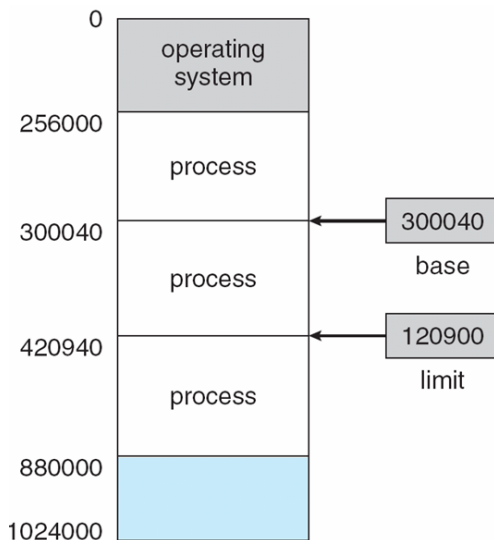 0
operating
system
256000
process
300040
300040
base
process
420940
120900
limit
process
880000
1024000